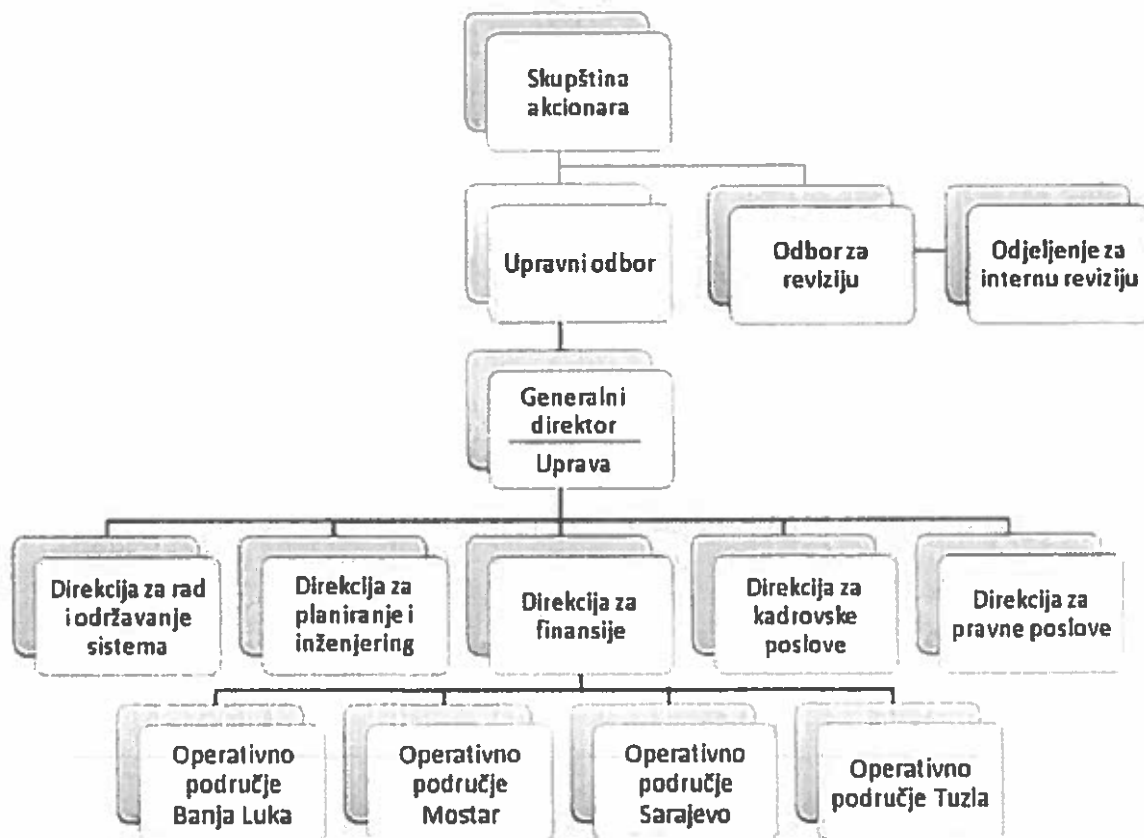 Skupština
akcionara
Upravni odbor
Odbor za
reviziju
Odjeljenje za
internu reviziju
Generalni
direktor
Uprava
Direkcija za rad
i održavanje
sistema
Direkcija za
planiranje i
inženjering
Direkcija za
finansije
Direkcija za
kadrovske
poslove
Direkcija za
pravne poslove
Operativno
područje
Banja Luka
Operativno
područje
Mostar
Operativno
područje
Sarajevo
Operativno
područje Tuzla